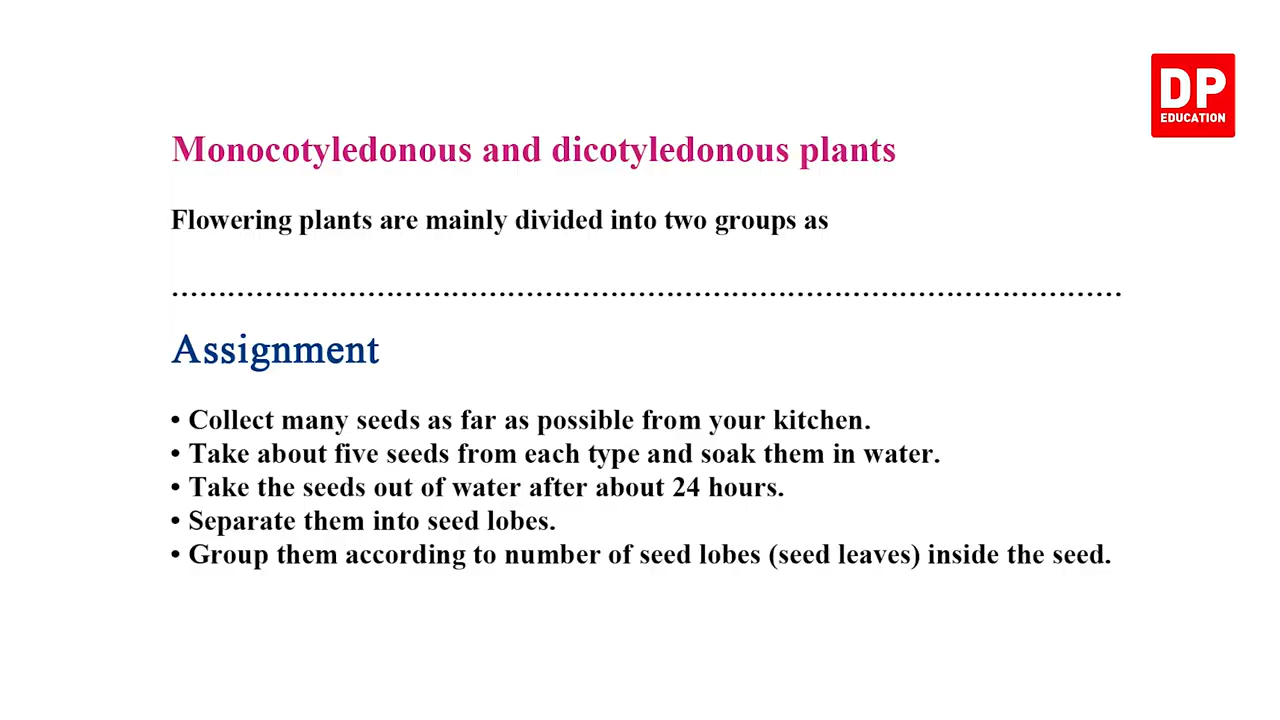 DP
EDUCATION
Monocotyledonous and dicotyledonous plants
Flowering plants are mainly divided into two groups as
........................................................................................................
Assignment
• Collect many seeds as far as possible from your kitchen.
• Take about five seeds from each type and soak them in water.
• Take the seeds out of water after about 24 hours.
• Separate them into seed lobes.
• Group them according to number of seed lobes (seed leaves) inside the seed.